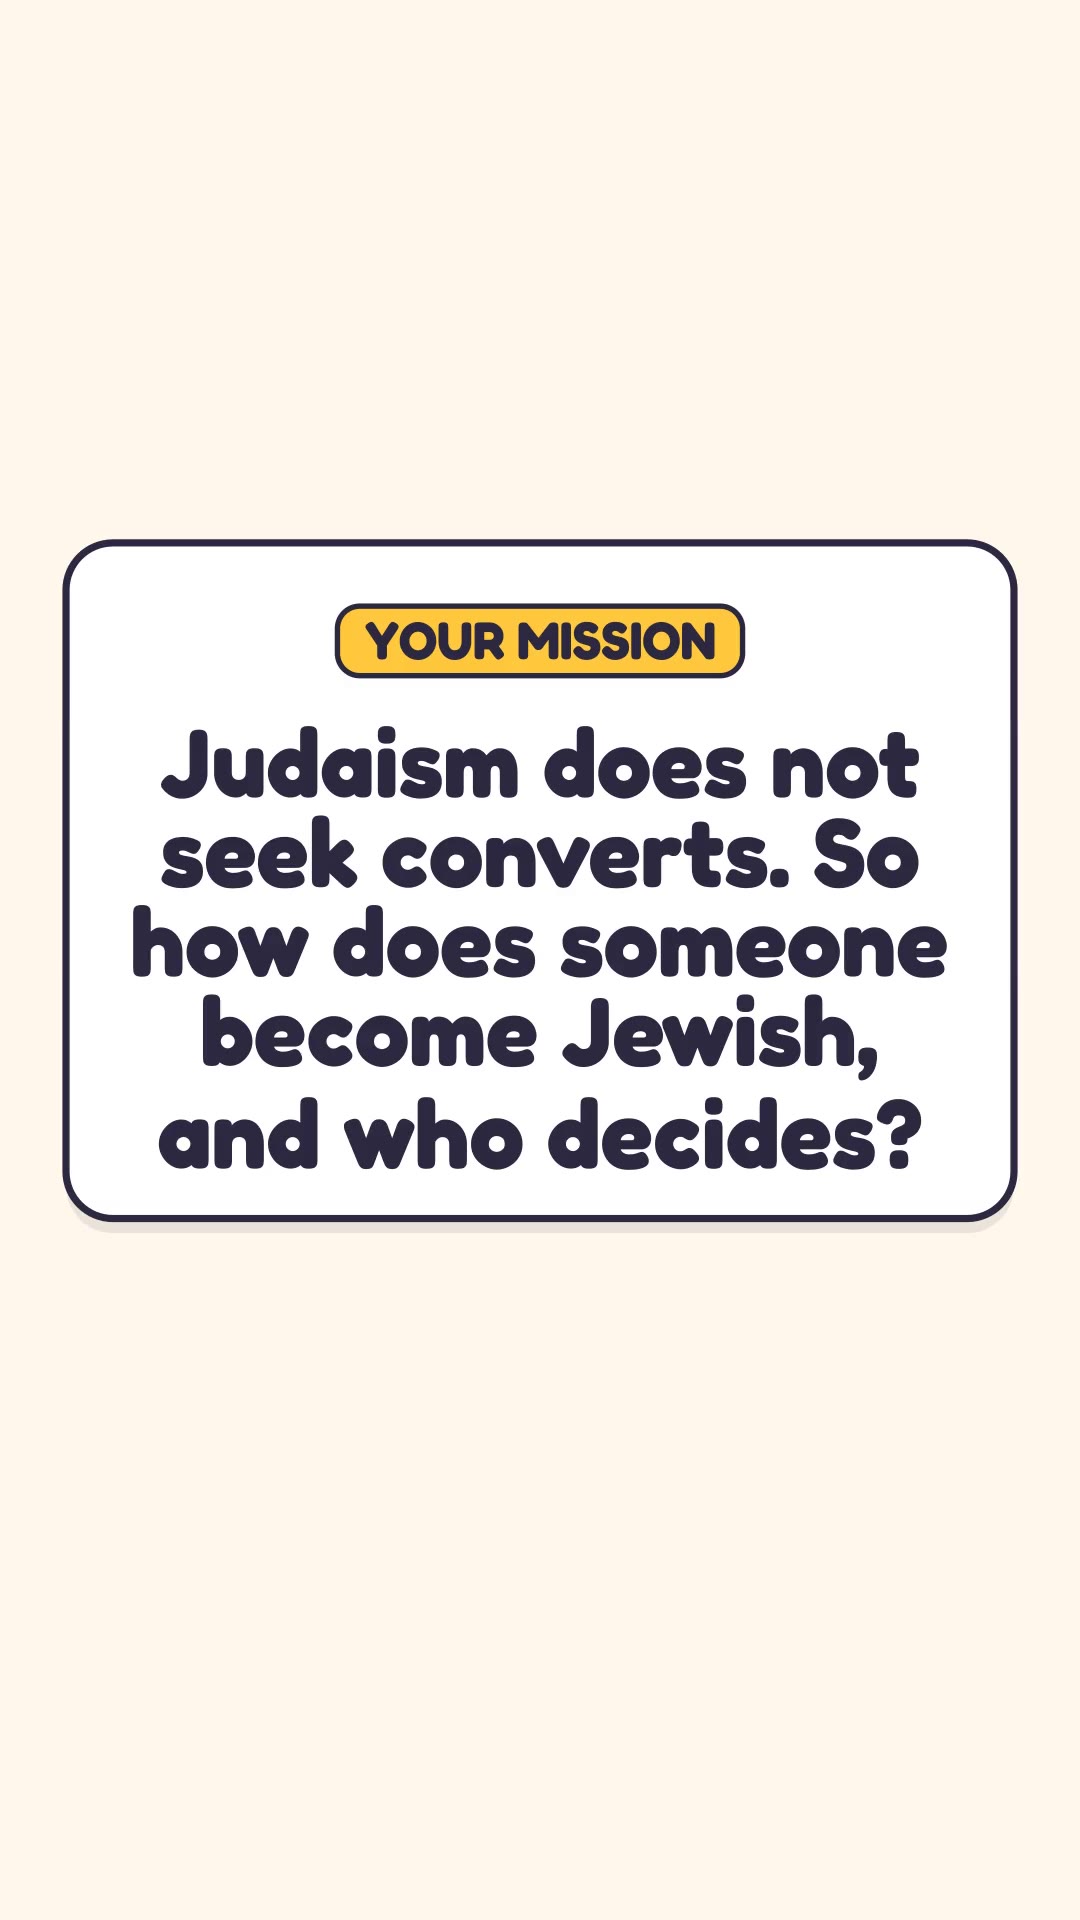 YOUR MISSION
Judaism does not
seek converts. So
how does someone
become Jewish,
and who decides?